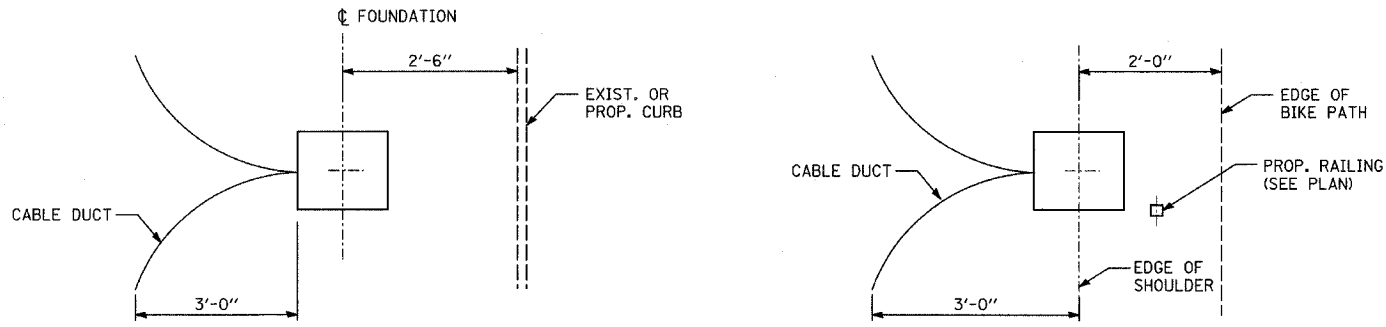 ℄ FOUNDATION
2'-6"
EXIST. OR
PROP. CURB
CABLE DUCT
3'-0"
2'-0"
EDGE OF
BIKE PATH
PROP. RAILING
(SEE PLAN)
CABLE DUCT
EDGE OF
SHOULDER
3'-0"